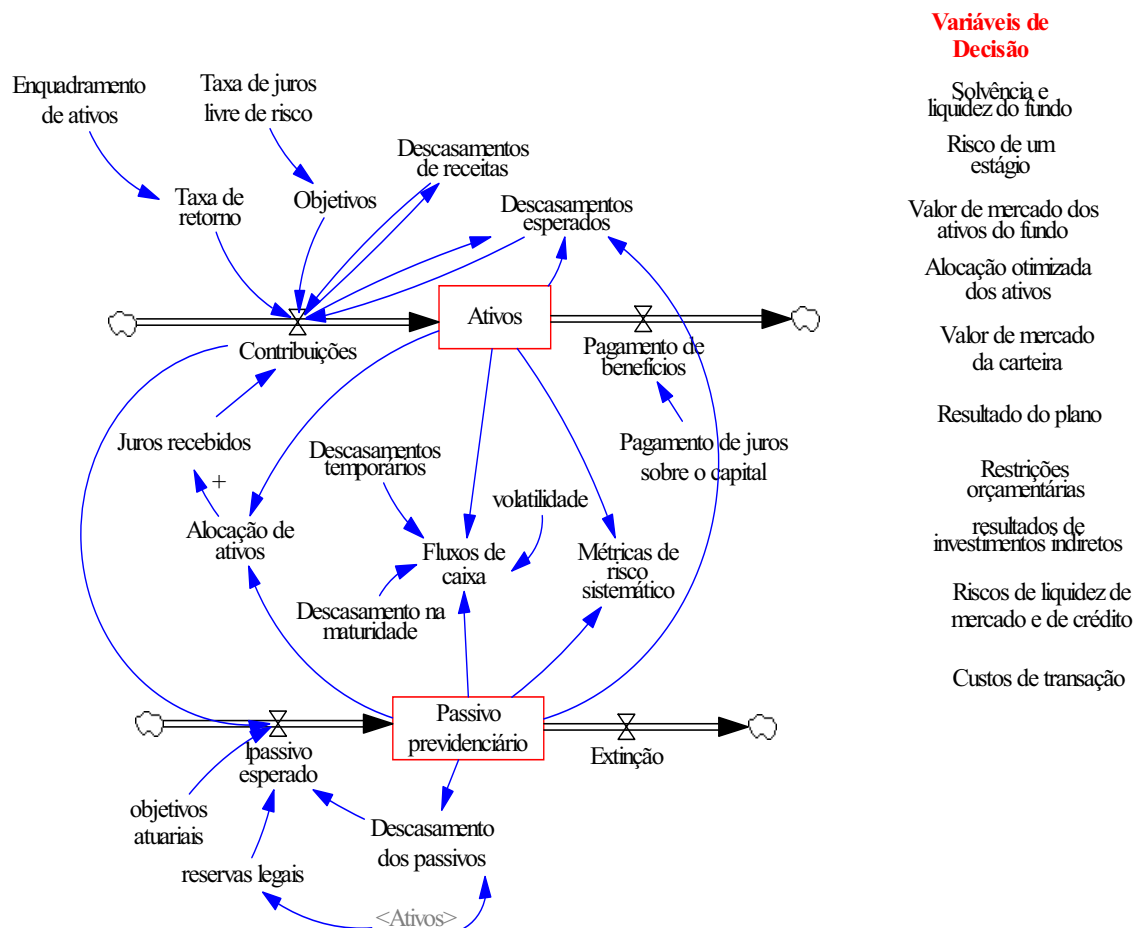 Variáveis de
Decisão
Enquadramento
de ativos
Taxa de juros
livre de risco
Descasamentos
de receitas
Taxa de
retorno
Objetivos
Descasamentos
esperados
Ativos
Contribuições
Pagamento de
benefícios
Juros recebidos
+
Descasamentos
temporários
Pagamento de juros
sobre o capital
volatilidade
Alocação de
ativos
Fluxos de
caixa
Métricas de
risco
sistemático
Descasamento na
maturidade
Passivo
previdenciário
Ipassivo
esperado
Extinção
objetivos
atuariais
Descasamento
dos passivos
reservas legais
<Ativos>
Solvência e
liquidez do fundo
Risco de um
estágio
Valor de mercado dos
ativos do fundo
Alocação otimizada
dos ativos
Valor de mercado
da carteira
Resultado do plano
Restrições
orçamentárias
resultados de
investimentos indiretos
Riscos de liquidez de
mercado e de crédito
Custos de transação